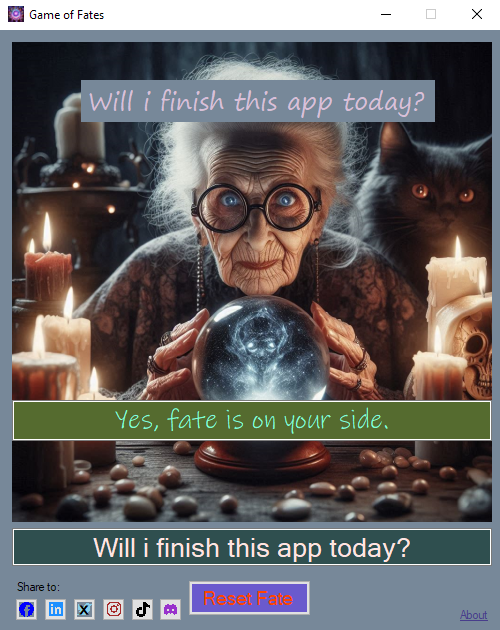 Game of Fates
Will i finish this app today?
Yes, fate is on your side.
Will i finish this app today?
Share to:
Reset Fate
in
X
About